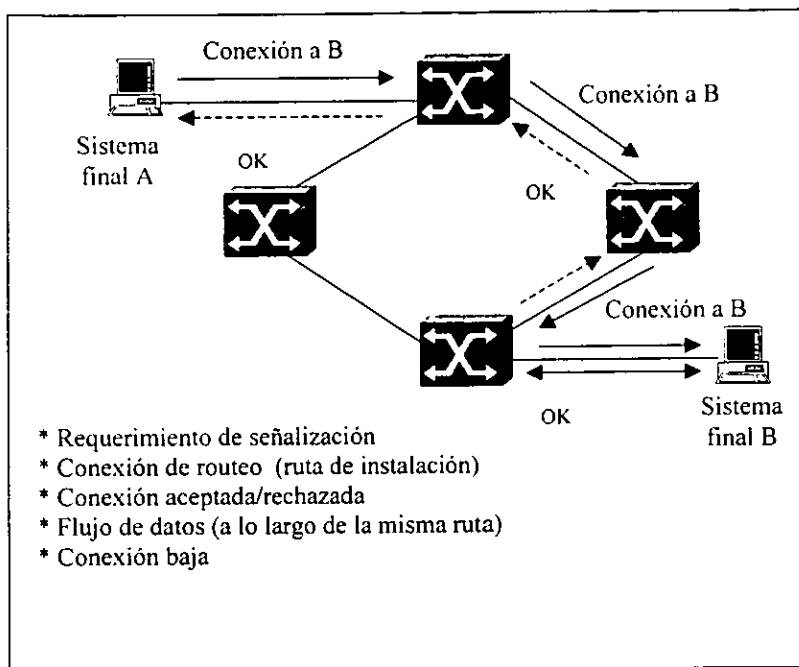 Conexión a B
Conexión a B
Sistema
final A
OK
OK
Conexión a B
OK
Sistema
final B
* Requerimiento de señalización
* Conexión de routeo (ruta de instalación)
* Conexión aceptada/rechazada
* Flujo de datos (a lo largo de la misma ruta)
* Conexión baja